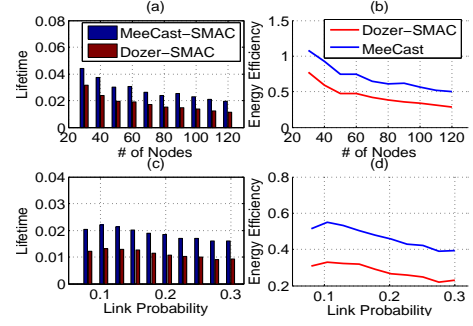 (a)
0.08
0.06
0.04
0.02
0
20 40 60 80 100 120
Lifetime
# of Nodes
MeeCast-SMAC
Dozer-SMAC
(b)
1.5
1
0.5
0
20 40 60 80 100 120
Energy Efficiency
# of Nodes
Dozer-SMAC
MeeCast
(c)
0.04
0.03
0.02
0.01
0
0.1 0.2 0.3
Lifetime
Link Probability
(d)
0.8
0.6
0.4
0.2
0.1 0.2 0.3
Energy Efficiency
Link Probability